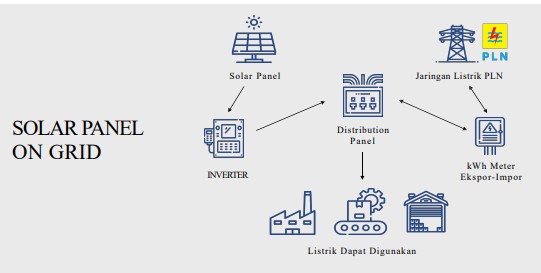 SOLAR PANEL
ON GRID
Solar Panel
INVERTER
Distribution
Panel
PLN
Jaringan Listrik PLN
kWh Meter
Ekspor-Impor
Listrik Dapat Digunakan